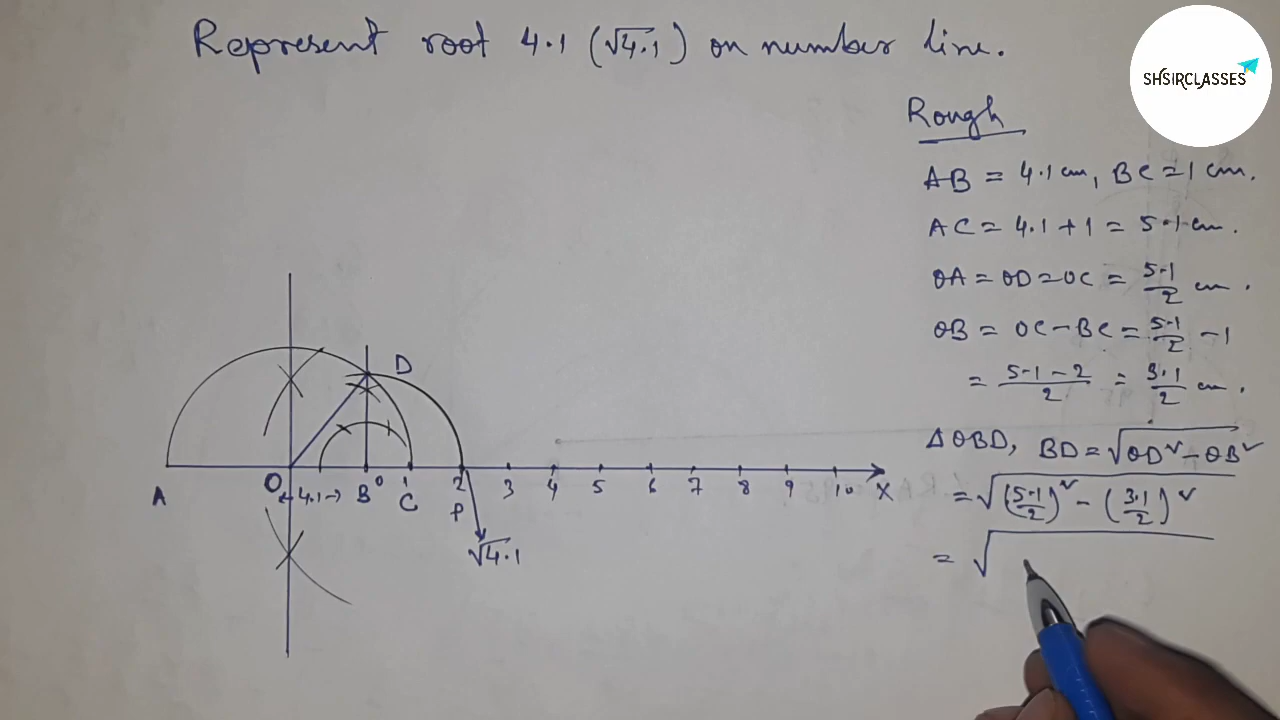 Represent root 4.1 (√4.1) on number line.
SHSIRCLASSES
Rough
AB = 4.1 cm, BC = 1 cm.
AC = 4.1 + 1 = 5.1 cm.
OA = OD = OC = 5.1/2 cm.
OB = OC - BC = 5.1/2 - 1
= 5.1 - 2/2 = 3.1/2 cm.
ΔOBD, BD = √OD² - OB²
= √(5.1/2)² - (3.1/2)²
= √
D
A O ←4.1→ B 0 1 C 2 3 4 5 6 7 8 9 10 X
P
√4.1